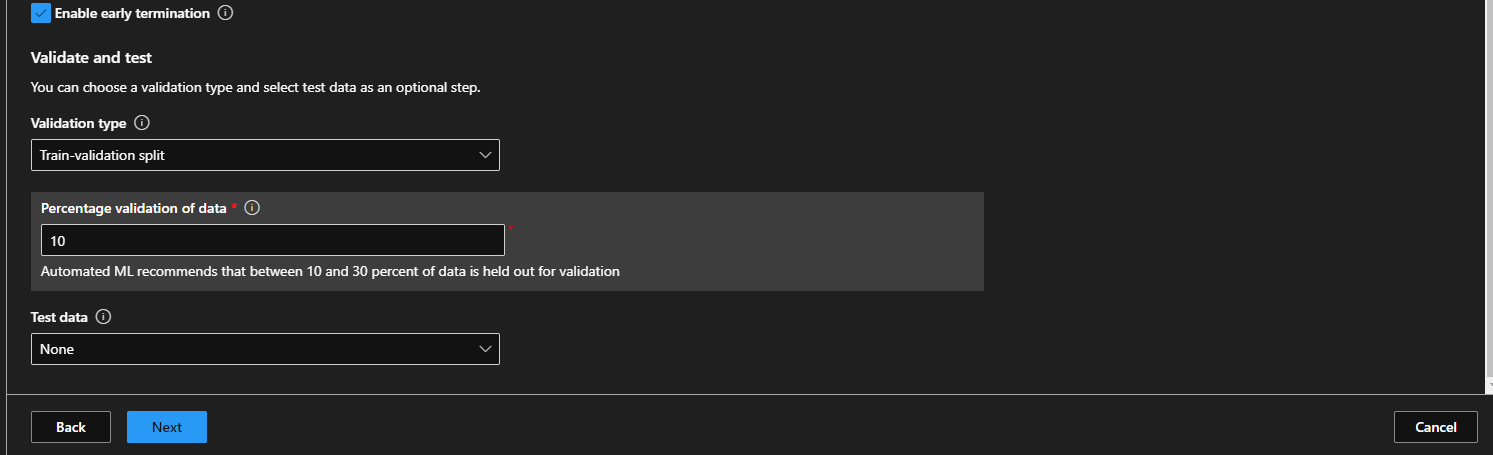 Enable early termination
Validate and test
You can choose a validation type and select test data as an optional step.
Validation type
Train-validation split
Percentage validation of data *
10
*
Automated ML recommends that between 10 and 30 percent of data is held out for validation
Test data
None
Back Next Cancel